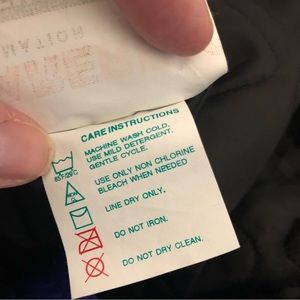 CARE INSTRUCTIONS
MACHINE WASH COLD,
USE MILD DETERGENT.
GENTLE CYCLE.
USE ONLY NON CHLORINE
BLEACH WHEN NEEDED
LINE DRY ONLY.
DO NOT IRON.
DO NOT DRY CLEAN.